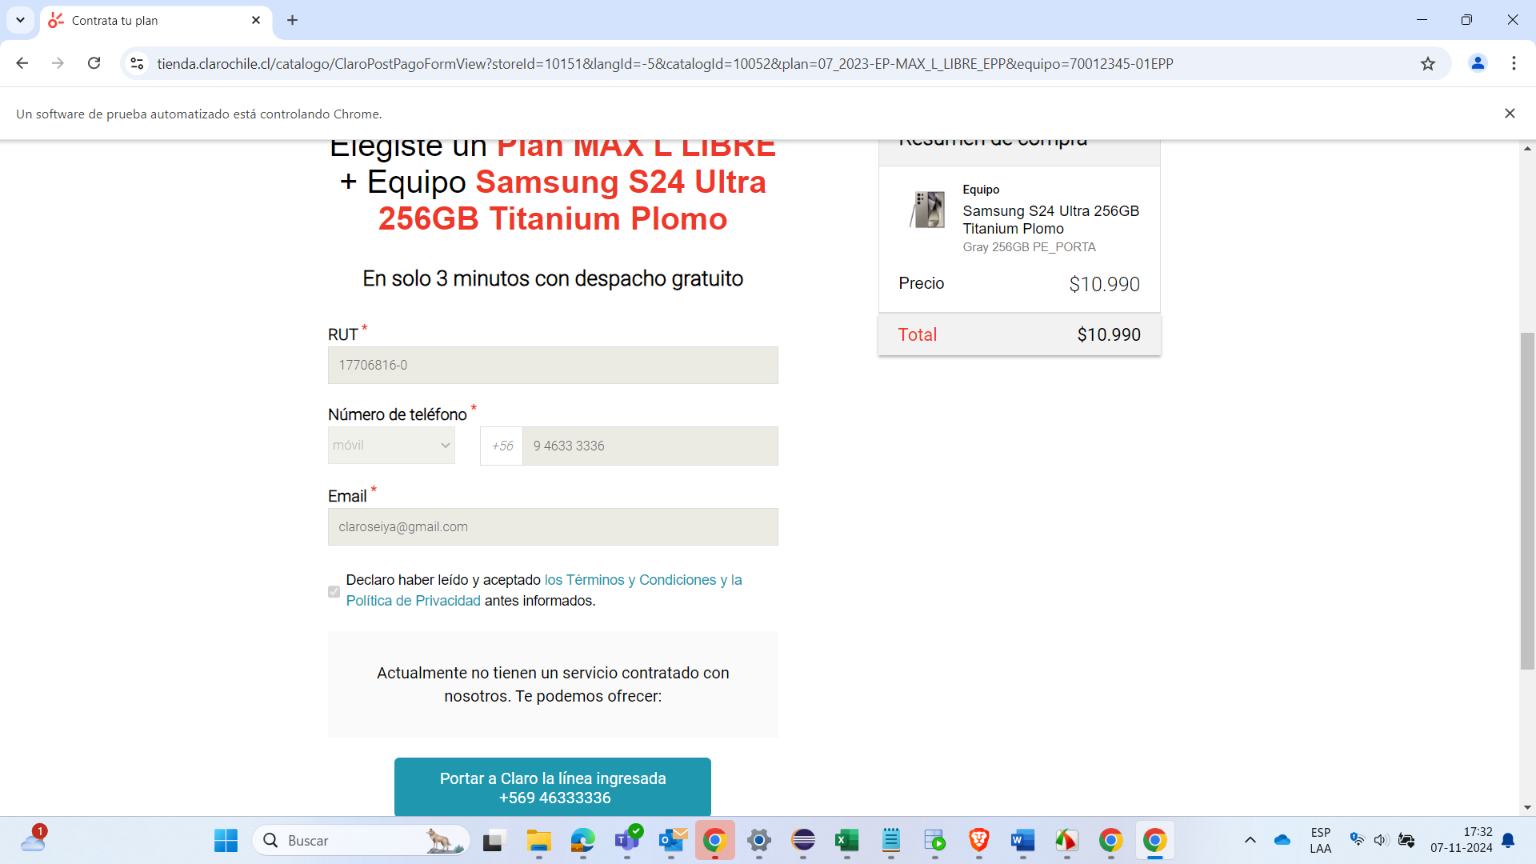 Contrata tu plan
tienda.clarochile.cl/catalogo/ClaroPostPagoFormView?storeId=10151&langId=-5&catalogId=10052&plan=07_2023-EP-MAX_L_LIBRE_EPP&equipo=70012345-01EPP
Un software de prueba automatizado está controlando Chrome.
Elegiste un Plan MAX L LIBRE
+ Equipo Samsung S24 Ultra
256GB Titanium Plomo
En solo 3 minutos con despacho gratuito
RUT *
17706816-0
Número de teléfono *
móvil
+56
9 4633 3336
Email *
claroseiya@gmail.com
Declaro haber leído y aceptado los Términos y Condiciones y la
Política de Privacidad antes informados.
Actualmente no tienen un servicio contratado con
nosotros. Te podemos ofrecer:
Portar a Claro la línea ingresada
+569 46333336
Resumen de compra
Equipo
Samsung S24 Ultra 256GB
Titanium Plomo
Gray 256GB PE_PORTA
Precio $10.990
Total $10.990
1
Buscar
ESP
LAA
17:32
07-11-2024